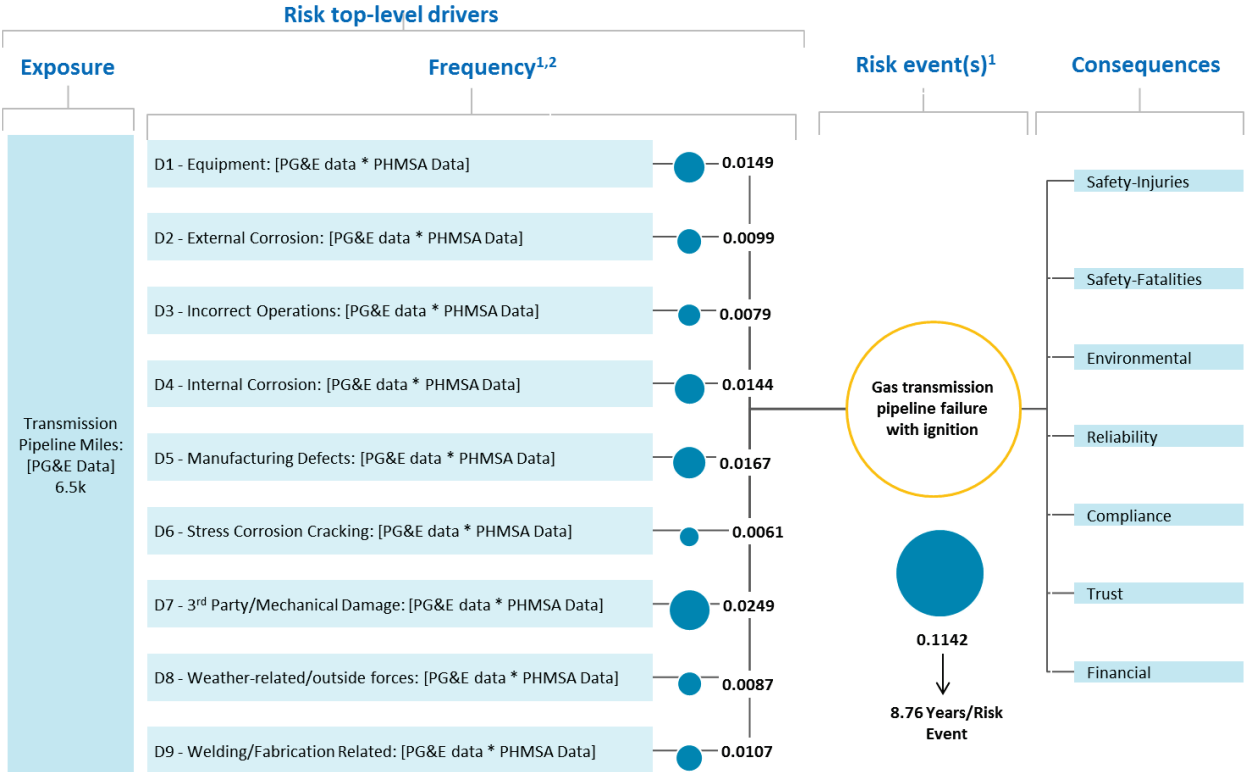 Risk top-level drivers
Exposure
Frequency1,2
Risk event(s)1
Consequences
Transmission
Pipeline Miles:
[PG&E Data]
6.5k
D1 - Equipment: [PG&E data * PHMSA Data]
0.0149
D2 - External Corrosion: [PG&E data * PHMSA Data]
0.0099
D3 - Incorrect Operations: [PG&E data * PHMSA Data]
0.0079
D4 - Internal Corrosion: [PG&E data * PHMSA Data]
0.0144
D5 - Manufacturing Defects: [PG&E data * PHMSA Data]
0.0167
D6 - Stress Corrosion Cracking: [PG&E data * PHMSA Data]
0.0061
D7 - 3rd Party/Mechanical Damage: [PG&E data * PHMSA Data]
0.0249
D8 - Weather-related/outside forces: [PG&E data * PHMSA Data]
0.0087
D9 - Welding/Fabrication Related: [PG&E data * PHMSA Data]
0.0107
Gas transmission
pipeline failure
with ignition
0.1142
8.76 Years/Risk
Event
Safety-Injuries
Safety-Fatalities
Environmental
Reliability
Compliance
Trust
Financial